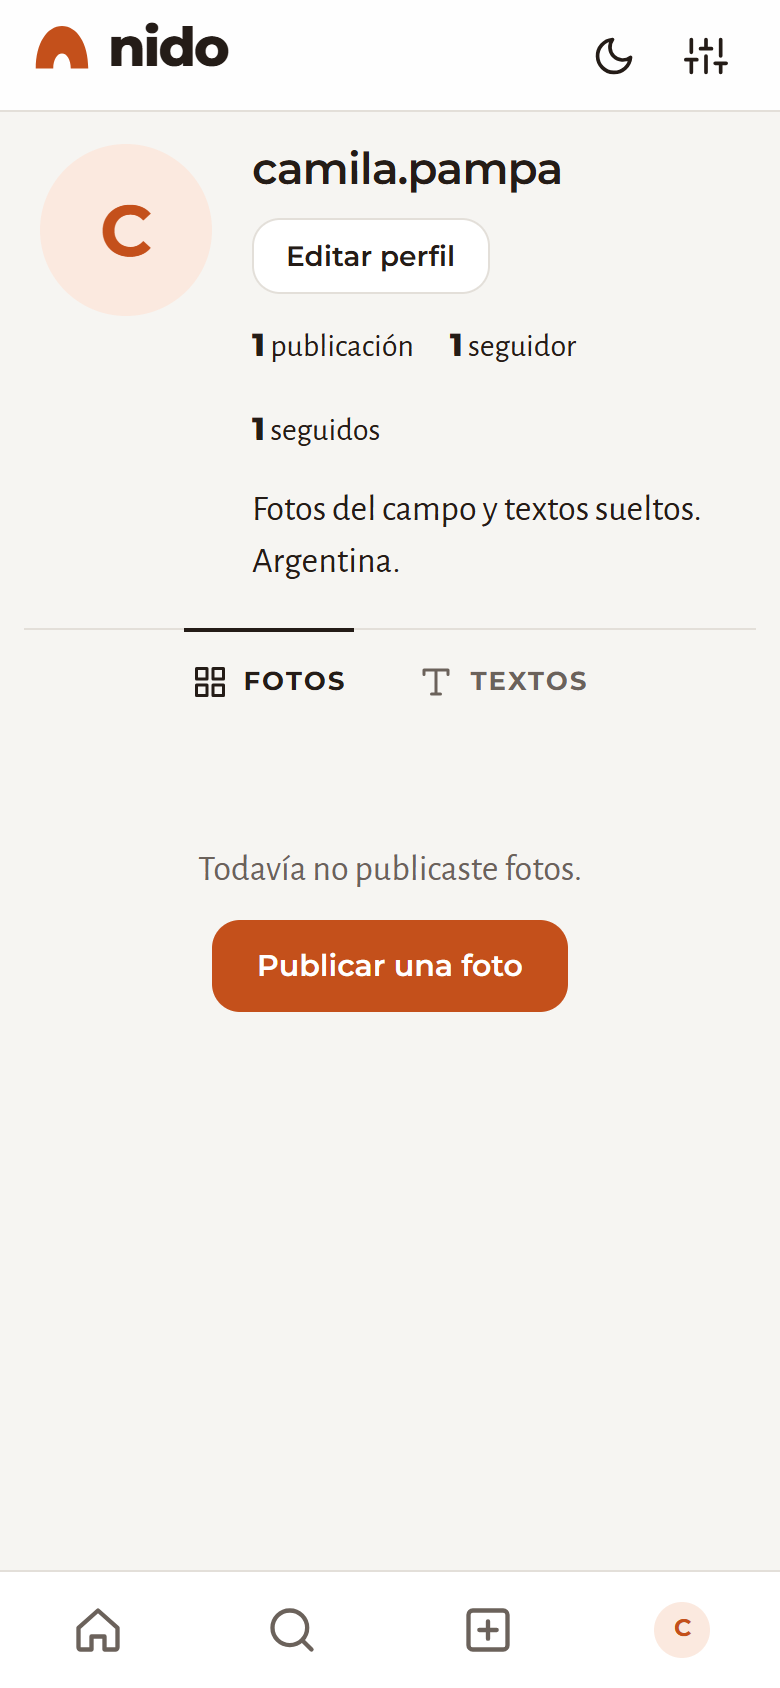 nido
C
camila.pampa
Editar perfil
1 publicación 1 seguidor
1 seguidos
Fotos del campo y textos sueltos.
Argentina.
FOTOS TEXTOS
Todavía no publicaste fotos.
Publicar una foto
C